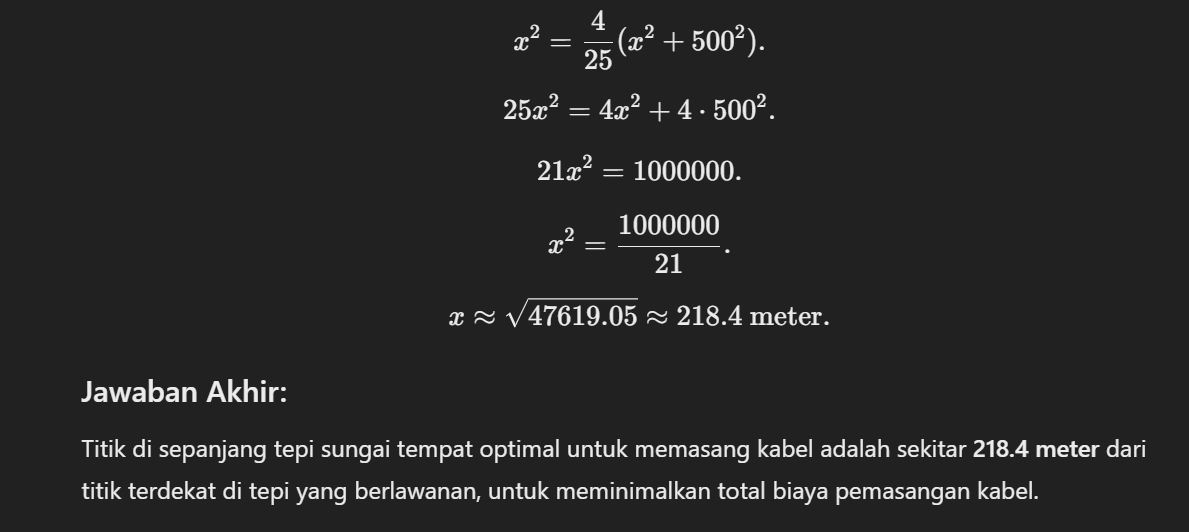 x² = 4/25 (x² + 500²).
25x² = 4x² + 4 · 500².
21x² = 1000000.
x² = 1000000/21.
x ≈ √47619.05 ≈ 218.4 meter.
Jawaban Akhir:
Titik di sepanjang tepi sungai tempat optimal untuk memasang kabel adalah sekitar 218.4 meter dari
titik terdekat di tepi yang berlawanan, untuk meminimalkan total biaya pemasangan kabel.